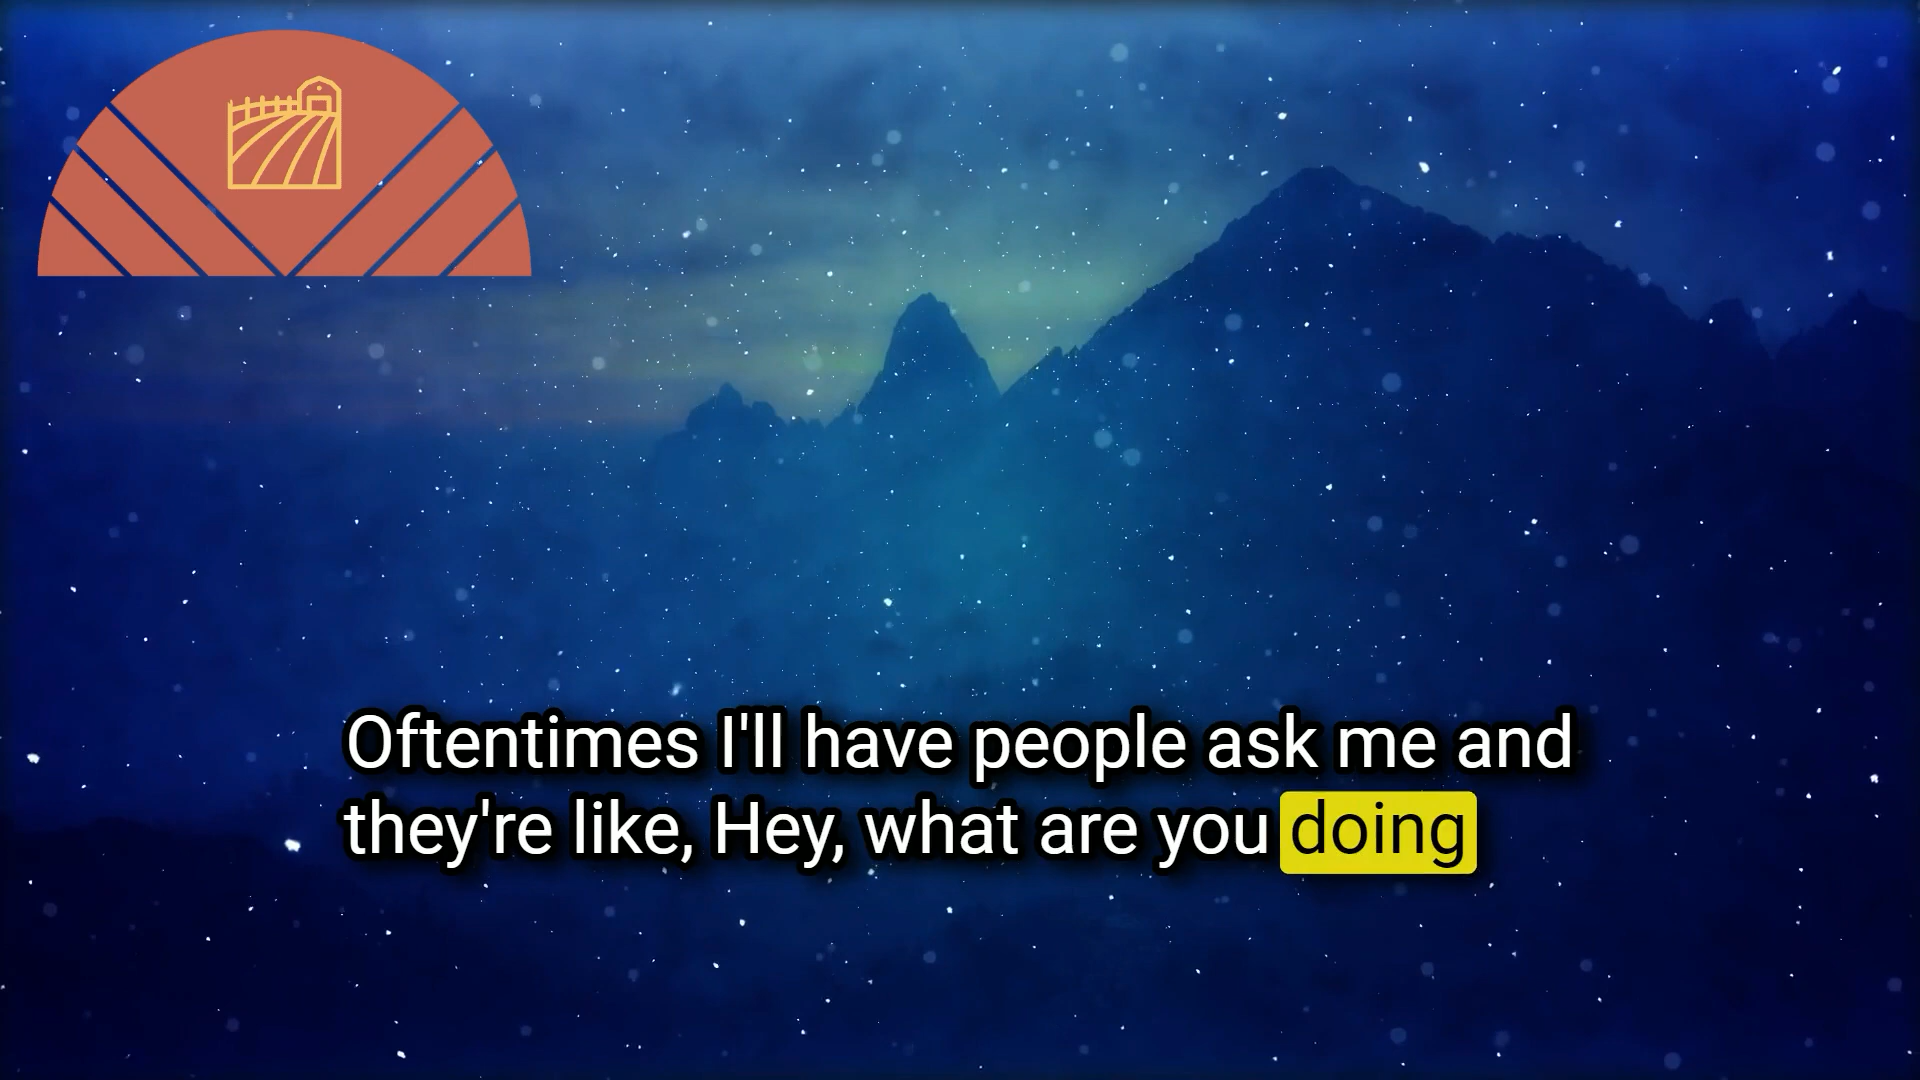 Oftentimes I'll have people ask me and
they're like, Hey, what are you doing